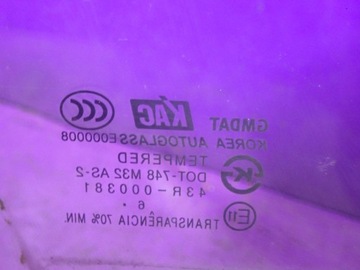 GMDAT KAC CCC
KOREA AUTOGLASS E000008
TEMPERED
DOT-748 M32 AS-2
43R-000381
6 .
E11 TRANSPARÊNCIA 70% MIN.